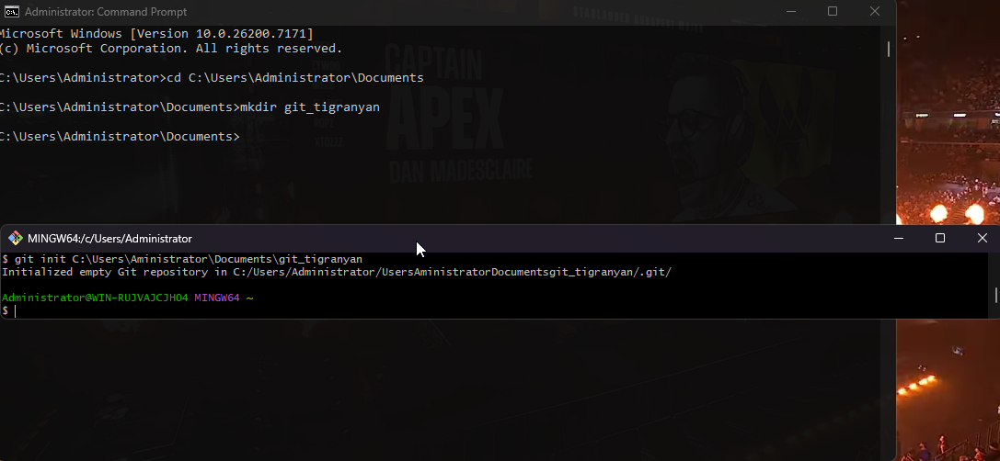 Administrator: Command Prompt
Microsoft Windows [Version 10.0.26200.7171]
(c) Microsoft Corporation. All rights reserved.
C:\Users\Administrator>cd C:\Users\Administrator\Documents
C:\Users\Administrator\Documents>mkdir git_tigranyan
C:\Users\Administrator\Documents>
CAPTAIN
APEX
DAN MADESCLAIRE
MINGW64:/c/Users/Administrator
$ git init C:\Users\Aministrator\Documents\git_tigranyan
Initialized empty Git repository in C:/Users/Administrator/UsersAministratorDocumentsgit_tigranyan/.git/
Administrator@WIN-RUJVAJCJHO4 MINGW64 ~
$